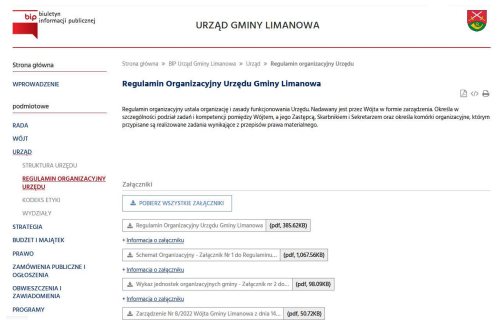 bip biuletyn
informacji publicznej
URZĄD GMINY LIMANOWA
Strona główna
WPROWADZENIE
podmiotowe
RADA
WÓJT
URZĄD
STRUKTURA URZĘDU
REGULAMIN ORGANIZACYJNY
URZĘDU
KODEKS ETYKI
WYDZIAŁY
STRATEGIA
BUDŻET I MAJĄTEK
PRAWO
ZAMÓWIENIA PUBLICZNE I
OGŁOSZENIA
OBWIESZCZENIA I
ZAWIADOMIENIA
PROGRAMY
Strona główna » BIP Urząd Gminy Limanowa » Urząd » Regulamin organizacyjny Urzędu
Regulamin Organizacyjny Urzędu Gminy Limanowa
Regulamin organizacyjny ustala organizację i zasady funkcjonowania Urzędu. Nadawany jest przez Wójta w formie zarządzenia. Określa w
szczególności podział zadań i kompetencji pomiędzy Wójtem, a jego Zastępcą, Skarbnikiem i Sekretarzem oraz określa komórki organizacyjne, którym
przypisane są realizowane zadania wynikające z przepisów prawa materialnego.
Załączniki
POBIERZ WSZYSTKIE ZAŁĄCZNIKI
Regulamin Organizacyjny Urzędu Gminy Limanowa (pdf, 385.62KB)
+ Informacja o załączniku
Schemat Organizacyjny - Załącznik Nr 1 do Regulaminu... (pdf, 1,067.56KB)
+ Informacja o załączniku
Wykaz jednostek organizacyjnych gminy - Załącznik nr 2 do... (pdf, 98.09KB)
+ Informacja o załączniku
Zarządzenie Nr 8/2022 Wójta Gminy Limanowa z dnia 14... (pdf, 50.72KB)